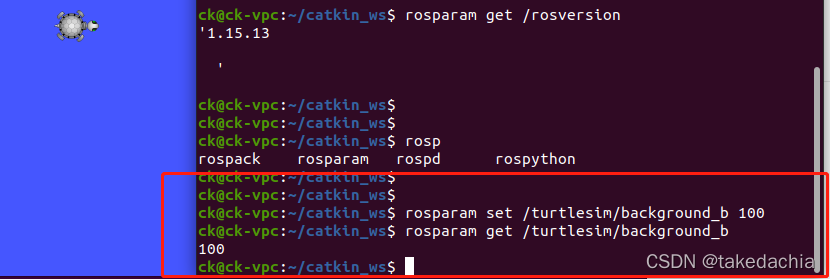 ck@ck-vpc:~/catkin_ws$ rosparam get /rosversion
'1.15.13
'
ck@ck-vpc:~/catkin_ws$
ck@ck-vpc:~/catkin_ws$
ck@ck-vpc:~/catkin_ws$ rosp
rospack rosparam rospd rospython
ck@ck-vpc:~/catkin_ws$
ck@ck-vpc:~/catkin_ws$
ck@ck-vpc:~/catkin_ws$ rosparam set /turtlesim/background_b 100
ck@ck-vpc:~/catkin_ws$ rosparam get /turtlesim/background_b
100
ck@ck-vpc:~/catkin_ws$
CSDN @takedachia